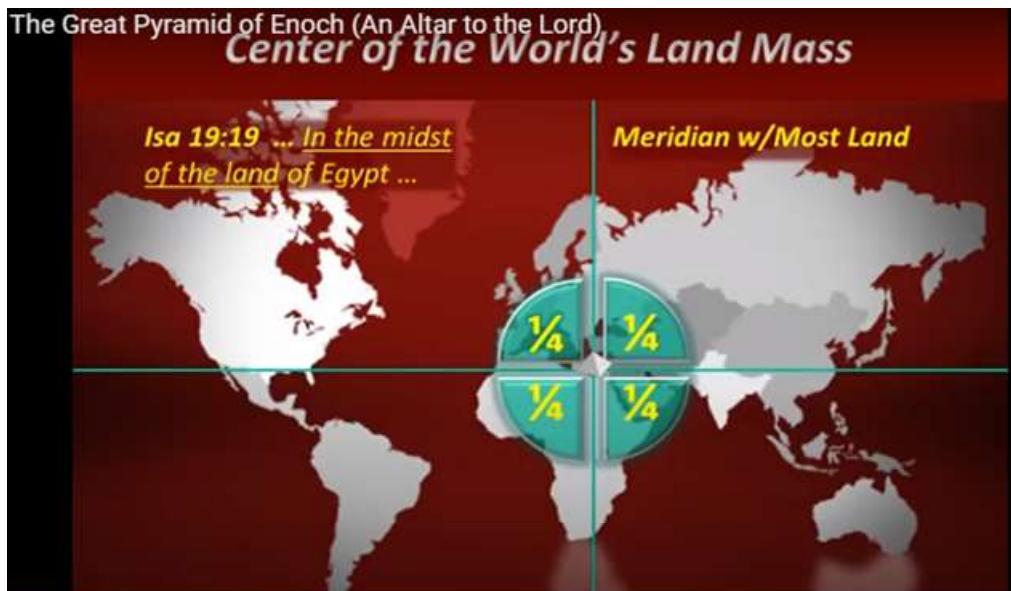 The Great Pyramid of Enoch (An Altar to the Lord)
Center of the World's Land Mass
Isa 19:19 ... In the midst
of the land of Egypt ...
Meridian w/Most Land
¼ ¼
¼ ¼